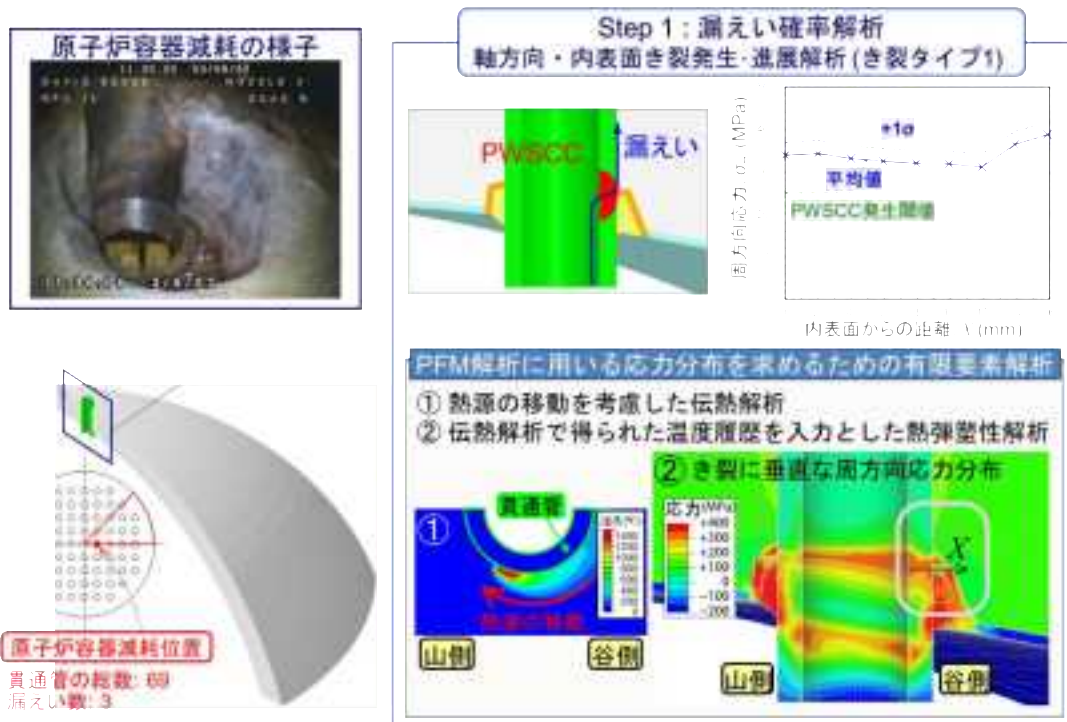 原子炉容器減耗の様子
Step 1 : 漏えい確率解析
軸方向・内表面き裂発生・進展解析 (き裂タイプ1)
PWSCC
漏えい
周方向応力 (MPa)
+1σ
平均値
PWSCC発生閾値
内表面からの距離 (mm)
PFM解析に用いる応力分布を求めるための有限要素解析
① 熱源の移動を考慮した伝熱解析
② 伝熱解析で得られた温度履歴を入力とした熱弾塑性解析
①
貫通管
山側
谷側
② き裂に垂直な周方向応力分布
応力(MPa)
+400
+300
+200
+100
0
-100
-200
X
山側
谷側
原子炉容器減耗位置
貫通管の総数: 69
漏えい数: 3